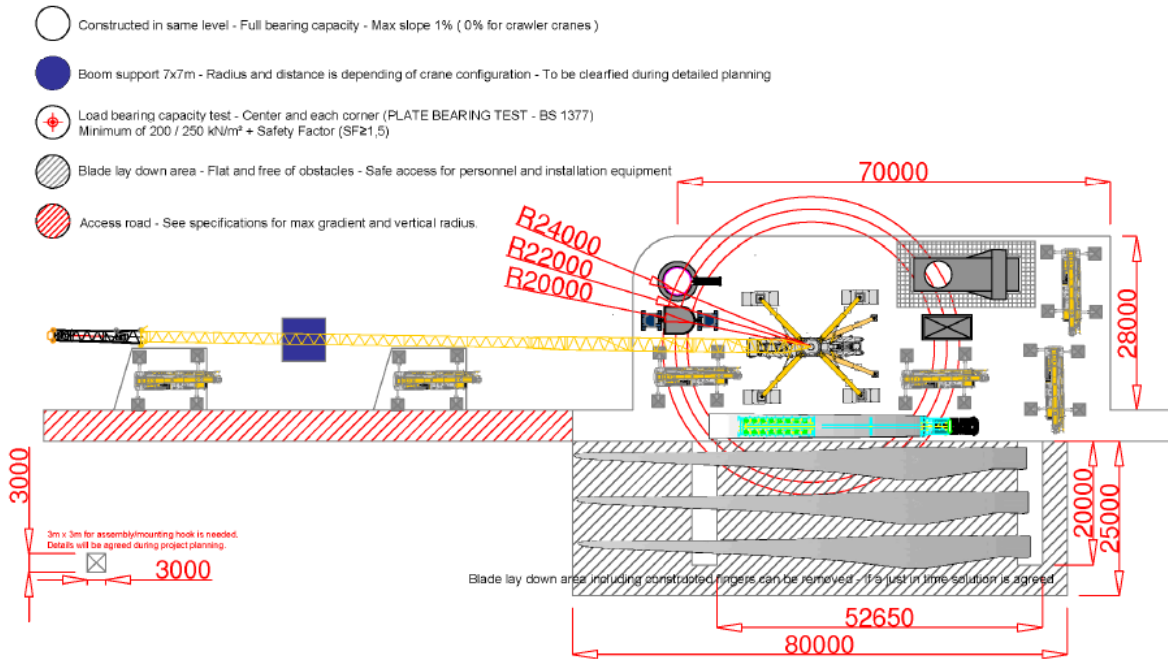 Constructed in same level - Full bearing capacity - Max slope 1% ( 0% for crawler cranes )
Boom support 7x7m - Radius and distance is depending of crane configuration - To be clearfied during detailed planning
Load bearing capacity test - Center and each corner (PLATE BEARING TEST - BS 1377)
Minimum of 200 / 250 kN/m² + Safety Factor (SF≥1,5)
Blade lay down area - Flat and free of obstacles - Safe access for personnel and installation equipment
Access road - See specifications for max gradient and vertical radius.
70000
R24000
R22000
R20000
28000
3000
3m x 3m for assembly/mounting hook is needed.
Details will be agreed during project planning.
3000
20000
25000
Blade lay down area including constructed fingers can be removed - If a just in time solution is agreed
52650
80000